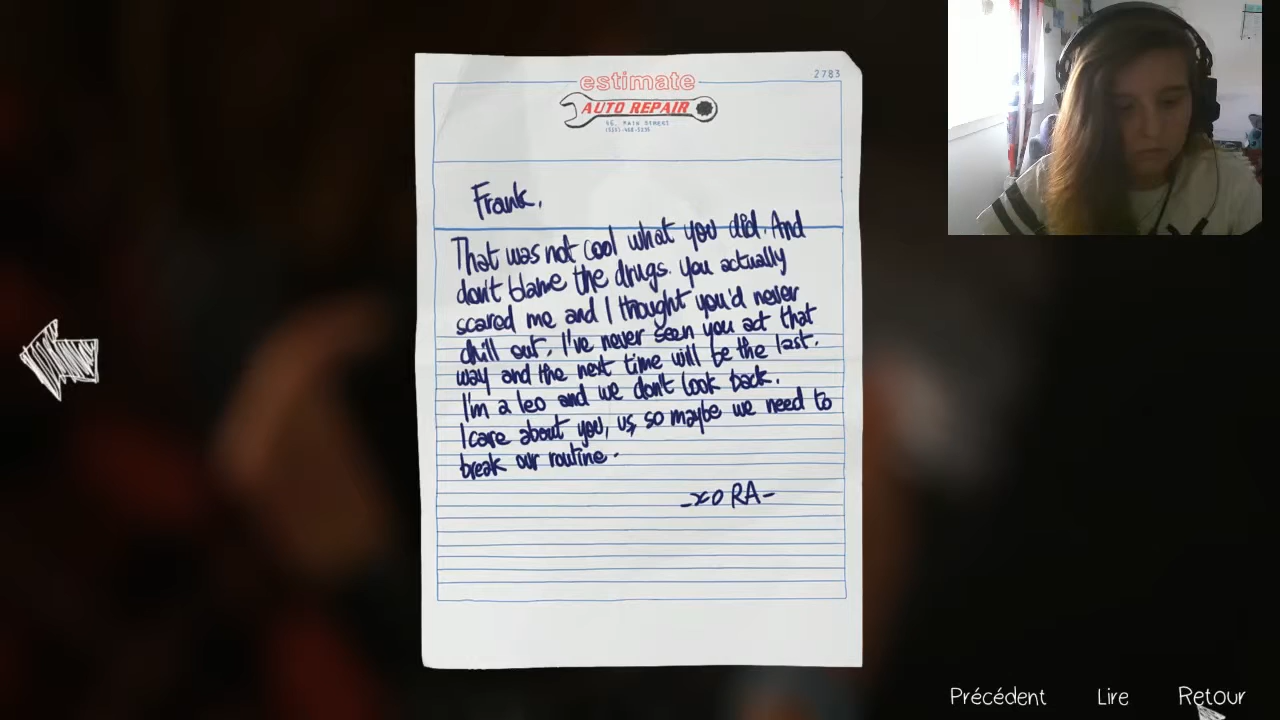 estimate
2783
AUTO REPAIR
Frank,
That was not cool what you did. And
don't blame the drugs. You actually
scared me and I thought you'd never
chill out. I've never seen you act that
way and the next time will be the last.
I'm a leo and we don't look back.
I care about you, us, so maybe we need to
break our routine.
-xo RA-
Précédent
Lire
Retour